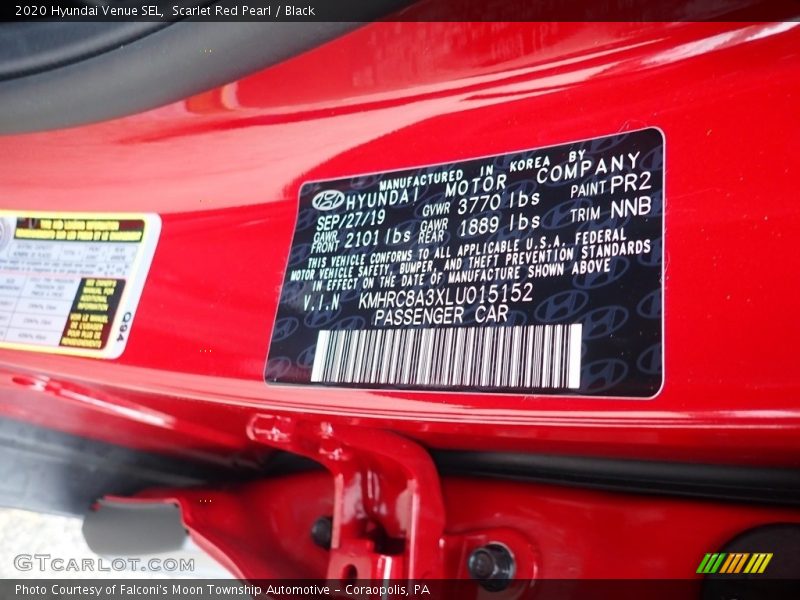 2020 Hyundai Venue SEL, Scarlet Red Pearl / Black
MANUFACTURED IN KOREA BY
HYUNDAI MOTOR COMPANY
SEP/27/19 GVWR 3770 lbs PAINT PR2
GAWR FRONT 2101 lbs GAWR REAR 1889 lbs TRIM NNB
THIS VEHICLE CONFORMS TO ALL APPLICABLE U.S.A. FEDERAL
MOTOR VEHICLE SAFETY, BUMPER, AND THEFT PREVENTION STANDARDS
IN EFFECT ON THE DATE OF MANUFACTURE SHOWN ABOVE
V.I.N KMHRC8A3XLU015152
PASSENGER CAR
Q94
GTCARLOT.COM
Photo Courtesy of Falconi's Moon Township Automotive - Coraopolis, PA